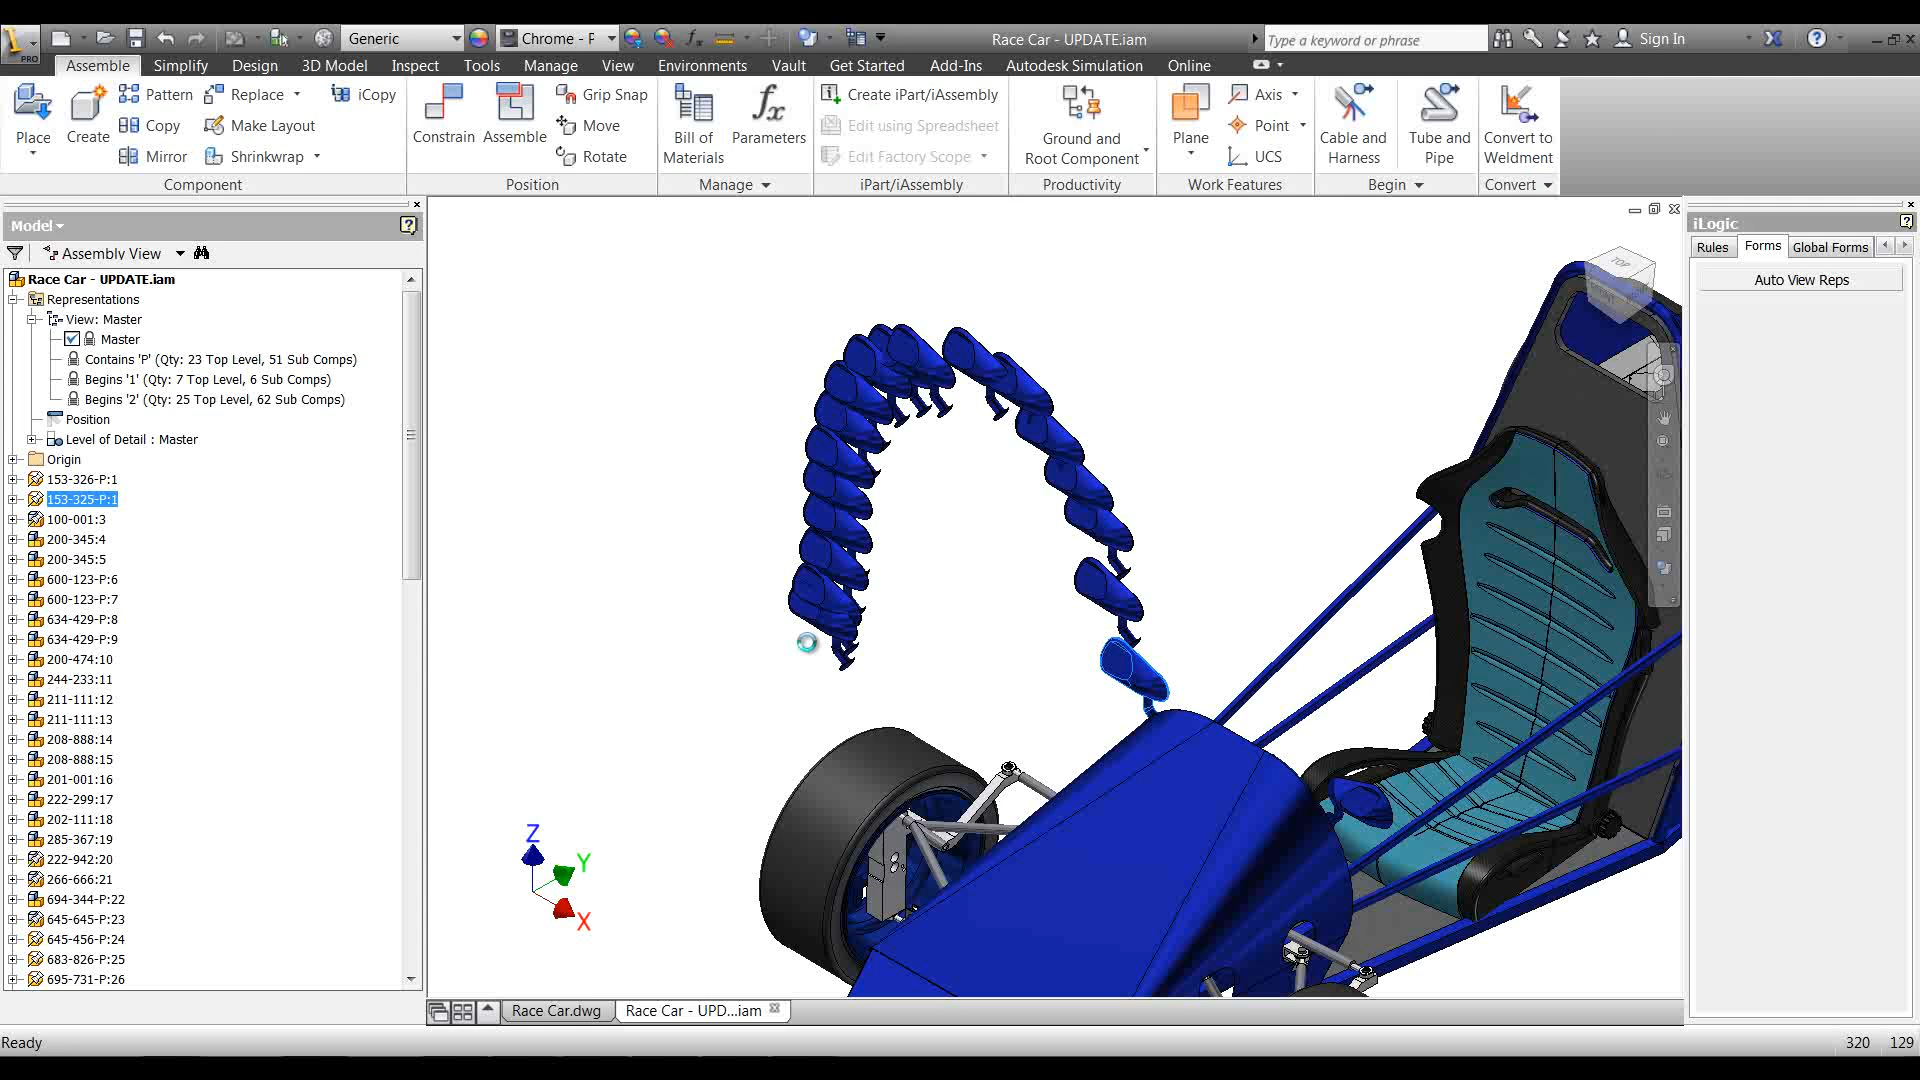 PRO
Generic
Chrome - P
Race Car - UPDATE.iam
Type a keyword or phrase
Sign In
Assemble Simplify Design 3D Model Inspect Tools Manage View Environments Vault Get Started Add-Ins Autodesk Simulation Online
Place
Create
Pattern
Copy
Mirror
Replace
Make Layout
Shrinkwrap
iCopy
Component
Constrain
Assemble
Grip Snap
Move
Rotate
Position
Bill of
Materials
Parameters
Manage
Create iPart/iAssembly
Edit using Spreadsheet
Edit Factory Scope
iPart/iAssembly
Ground and
Root Component
Productivity
Plane
Axis
Point
UCS
Work Features
Cable and
Harness
Tube and
Pipe
Begin
Convert to
Weldment
Convert
Model
Assembly View
Race Car - UPDATE.iam
Representations
View: Master
Master
Contains 'P' (Qty: 23 Top Level, 51 Sub Comps)
Begins '1' (Qty: 7 Top Level, 6 Sub Comps)
Begins '2' (Qty: 25 Top Level, 62 Sub Comps)
Position
Level of Detail : Master
Origin
153-326-P:1
153-325-P:1
100-001:3
200-345:4
200-345:5
600-123-P:6
600-123-P:7
634-429-P:8
634-429-P:9
200-474:10
244-233:11
211-111:12
211-111:13
208-888:14
208-888:15
201-001:16
222-299:17
202-111:18
285-367:19
222-942:20
266-666:21
694-344-P:22
645-645-P:23
645-456-P:24
683-826-P:25
695-731-P:26
TOP
Z
Y
X
Race Car.dwg
Race Car - UPD...iam
iLogic
Rules Forms Global Forms
Auto View Reps
Ready
320 129